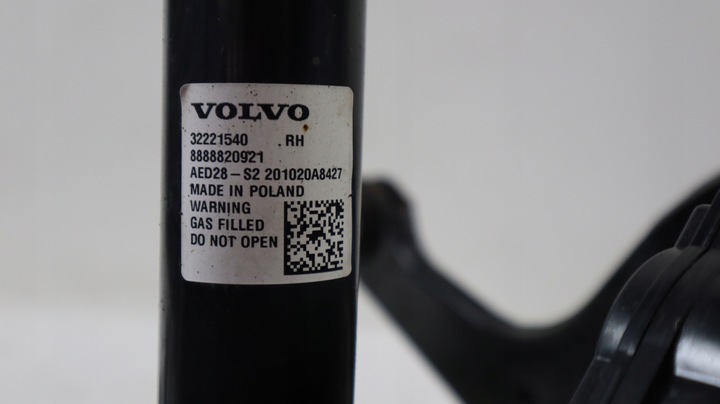 VOLVO
32221540 RH
8888820921
AED28-S2 201020A8427
MADE IN POLAND
WARNING
GAS FILLED
DO NOT OPEN